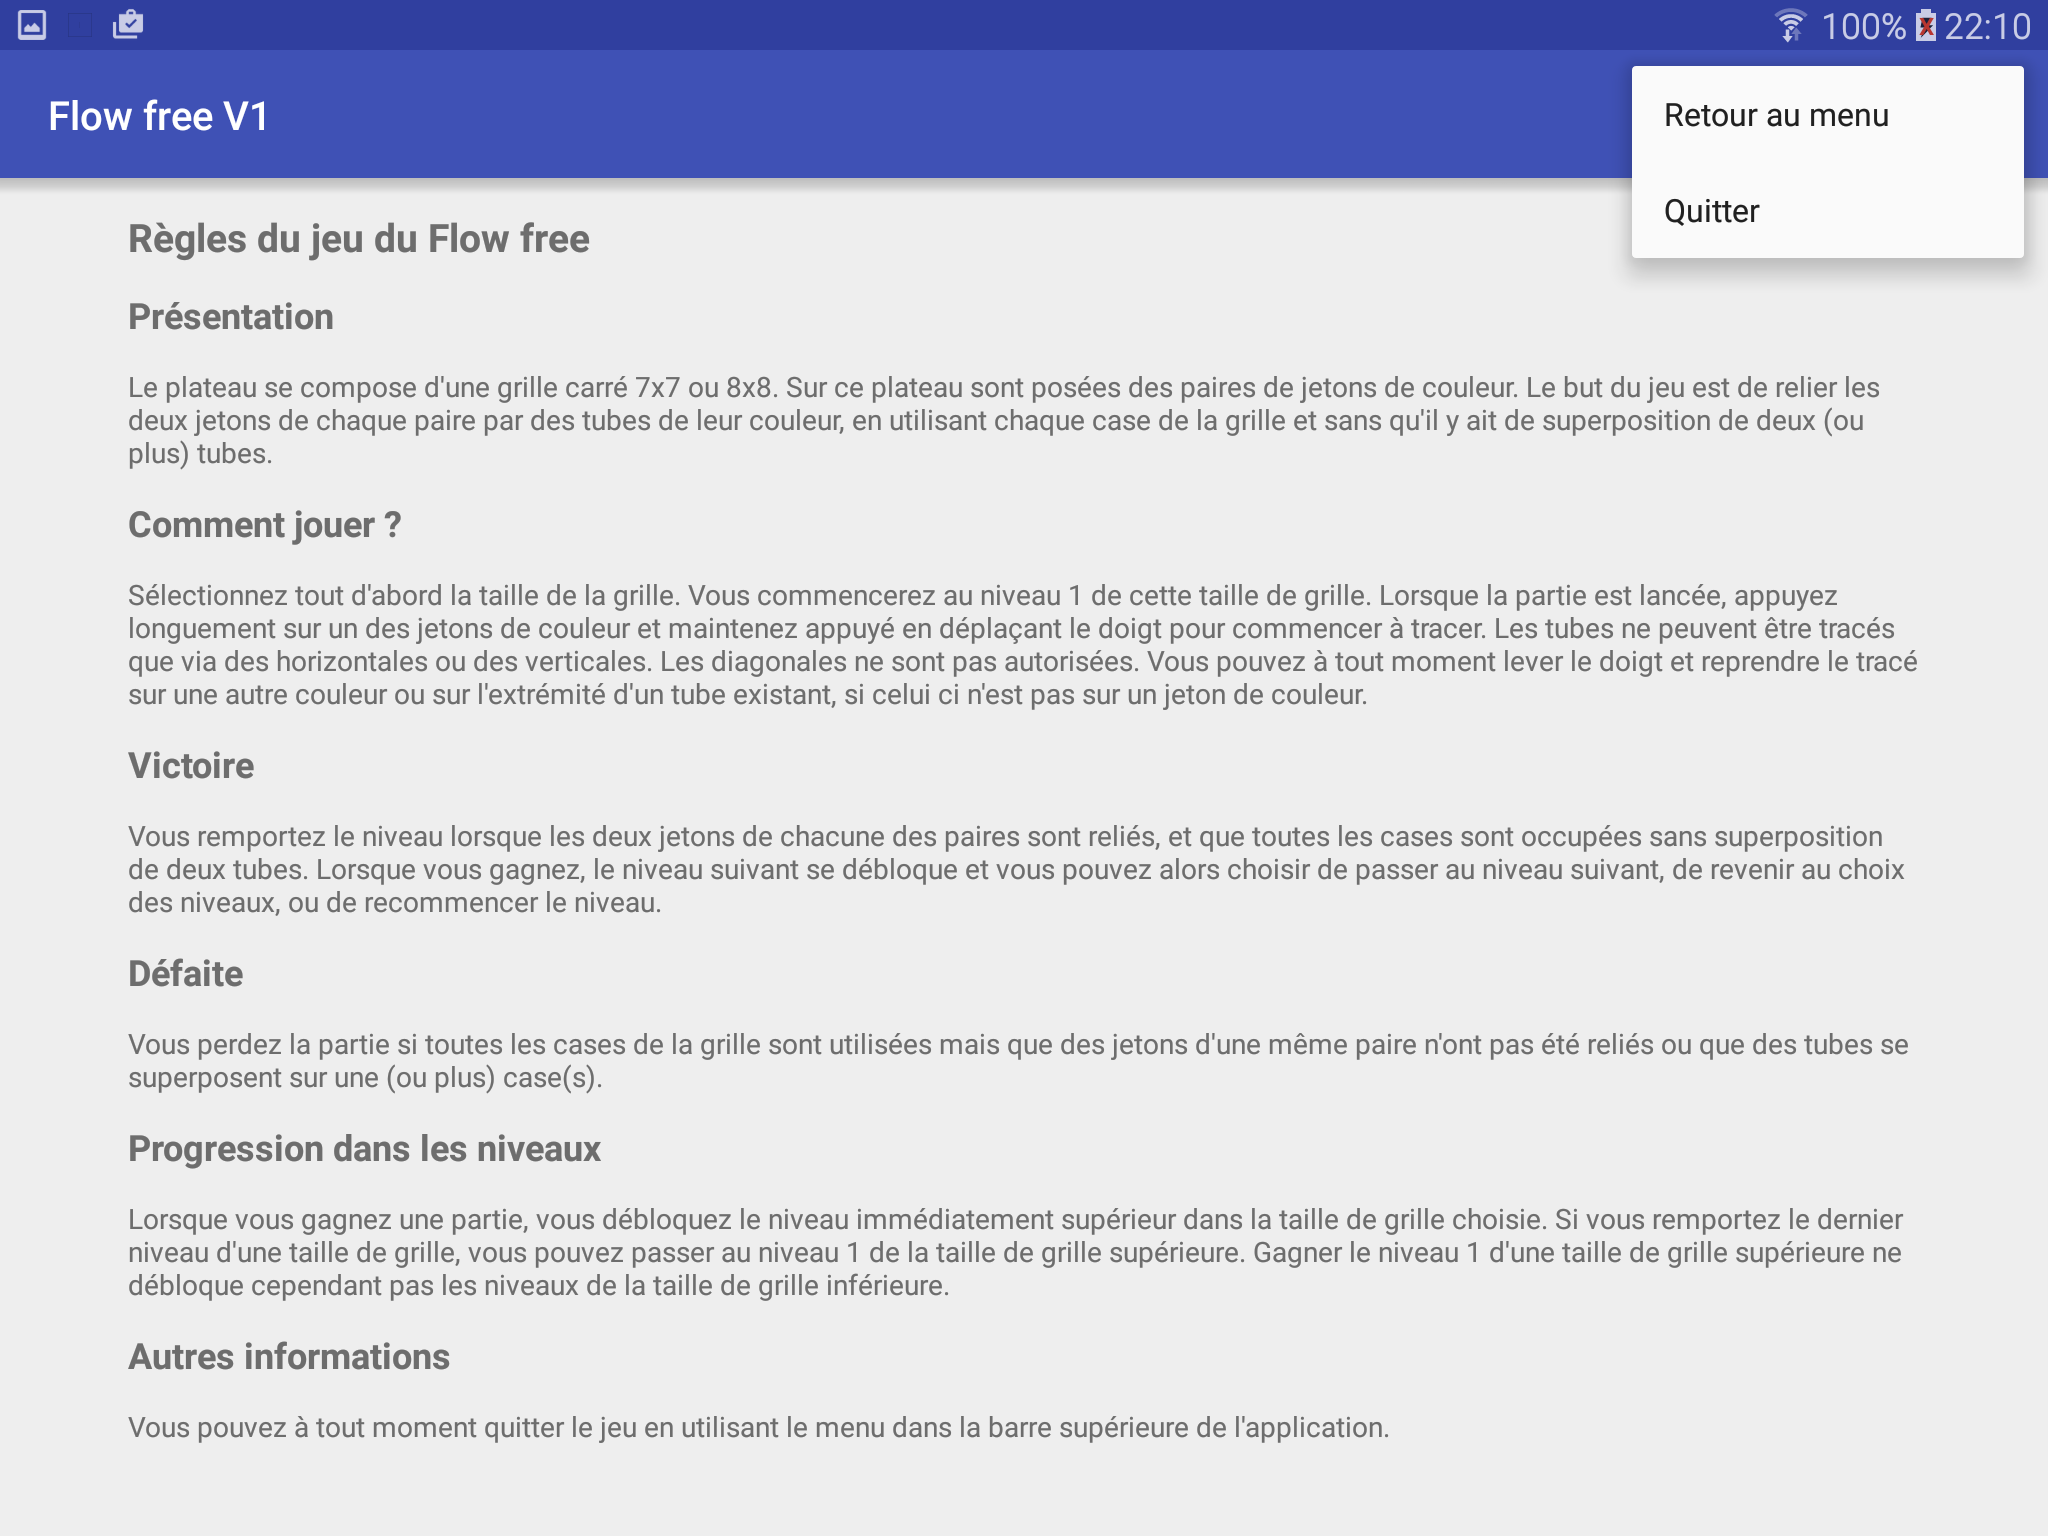 100% 22:10
Flow free V1
Retour au menu
Quitter
Règles du jeu du Flow free
Présentation
Le plateau se compose d'une grille carré 7x7 ou 8x8. Sur ce plateau sont posées des paires de jetons de couleur. Le but du jeu est de relier les
deux jetons de chaque paire par des tubes de leur couleur, en utilisant chaque case de la grille et sans qu'il y ait de superposition de deux (ou
plus) tubes.
Comment jouer ?
Sélectionnez tout d'abord la taille de la grille. Vous commencerez au niveau 1 de cette taille de grille. Lorsque la partie est lancée, appuyez
longuement sur un des jetons de couleur et maintenez appuyé en déplaçant le doigt pour commencer à tracer. Les tubes ne peuvent être tracés
que via des horizontales ou des verticales. Les diagonales ne sont pas autorisées. Vous pouvez à tout moment lever le doigt et reprendre le tracé
sur une autre couleur ou sur l'extrémité d'un tube existant, si celui ci n'est pas sur un jeton de couleur.
Victoire
Vous remportez le niveau lorsque les deux jetons de chacune des paires sont reliés, et que toutes les cases sont occupées sans superposition
de deux tubes. Lorsque vous gagnez, le niveau suivant se débloque et vous pouvez alors choisir de passer au niveau suivant, de revenir au choix
des niveaux, ou de recommencer le niveau.
Défaite
Vous perdez la partie si toutes les cases de la grille sont utilisées mais que des jetons d'une même paire n'ont pas été reliés ou que des tubes se
superposent sur une (ou plus) case(s).
Progression dans les niveaux
Lorsque vous gagnez une partie, vous débloquez le niveau immédiatement supérieur dans la taille de grille choisie. Si vous remportez le dernier
niveau d'une taille de grille, vous pouvez passer au niveau 1 de la taille de grille supérieure. Gagner le niveau 1 d'une taille de grille supérieure ne
débloque cependant pas les niveaux de la taille de grille inférieure.
Autres informations
Vous pouvez à tout moment quitter le jeu en utilisant le menu dans la barre supérieure de l'application.